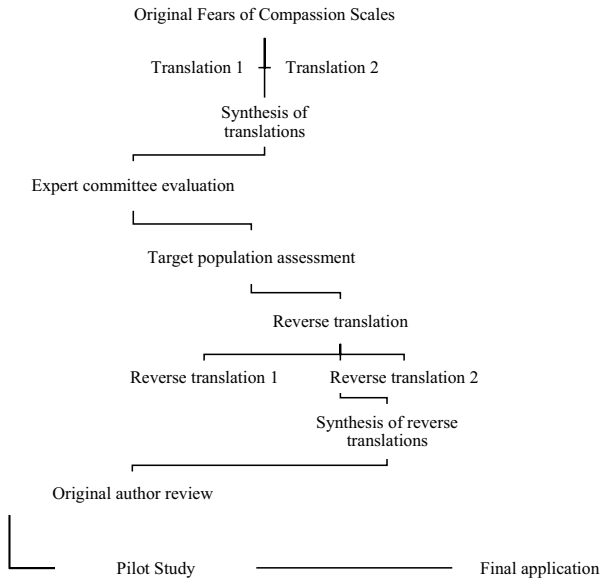 Original Fears of Compassion Scales
Translation 1
Translation 2
Synthesis of
translations
Expert committee evaluation
Target population assessment
Reverse translation
Reverse translation 1
Reverse translation 2
Synthesis of reverse
translations
Original author review
Pilot Study
Final application